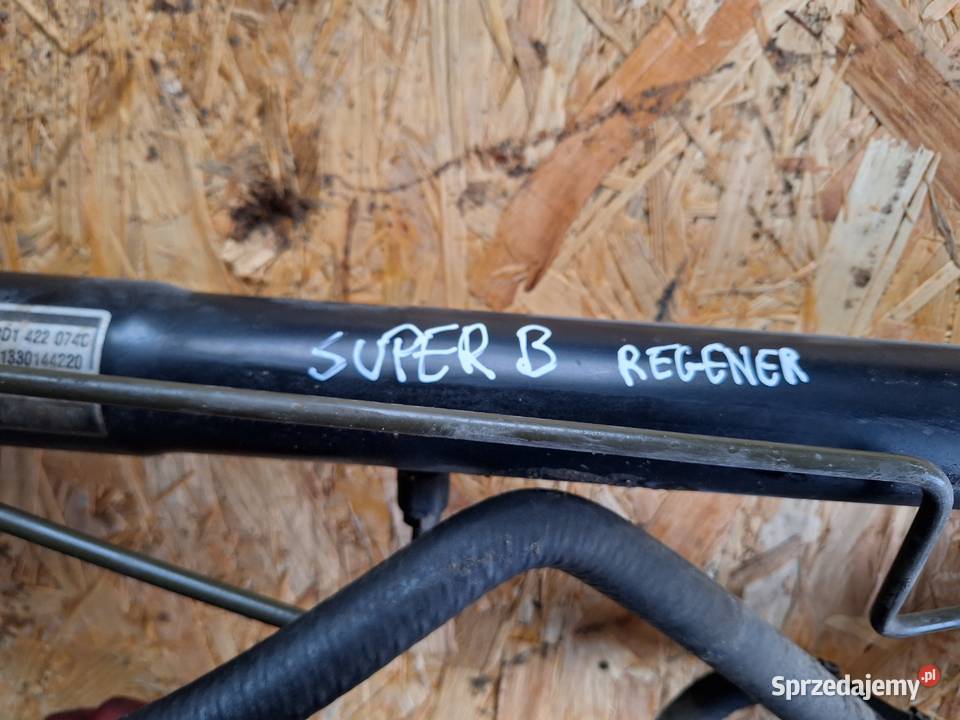 SUPER B REGENER
D1 422 074C
1330144220
Sprzedajemy.pl